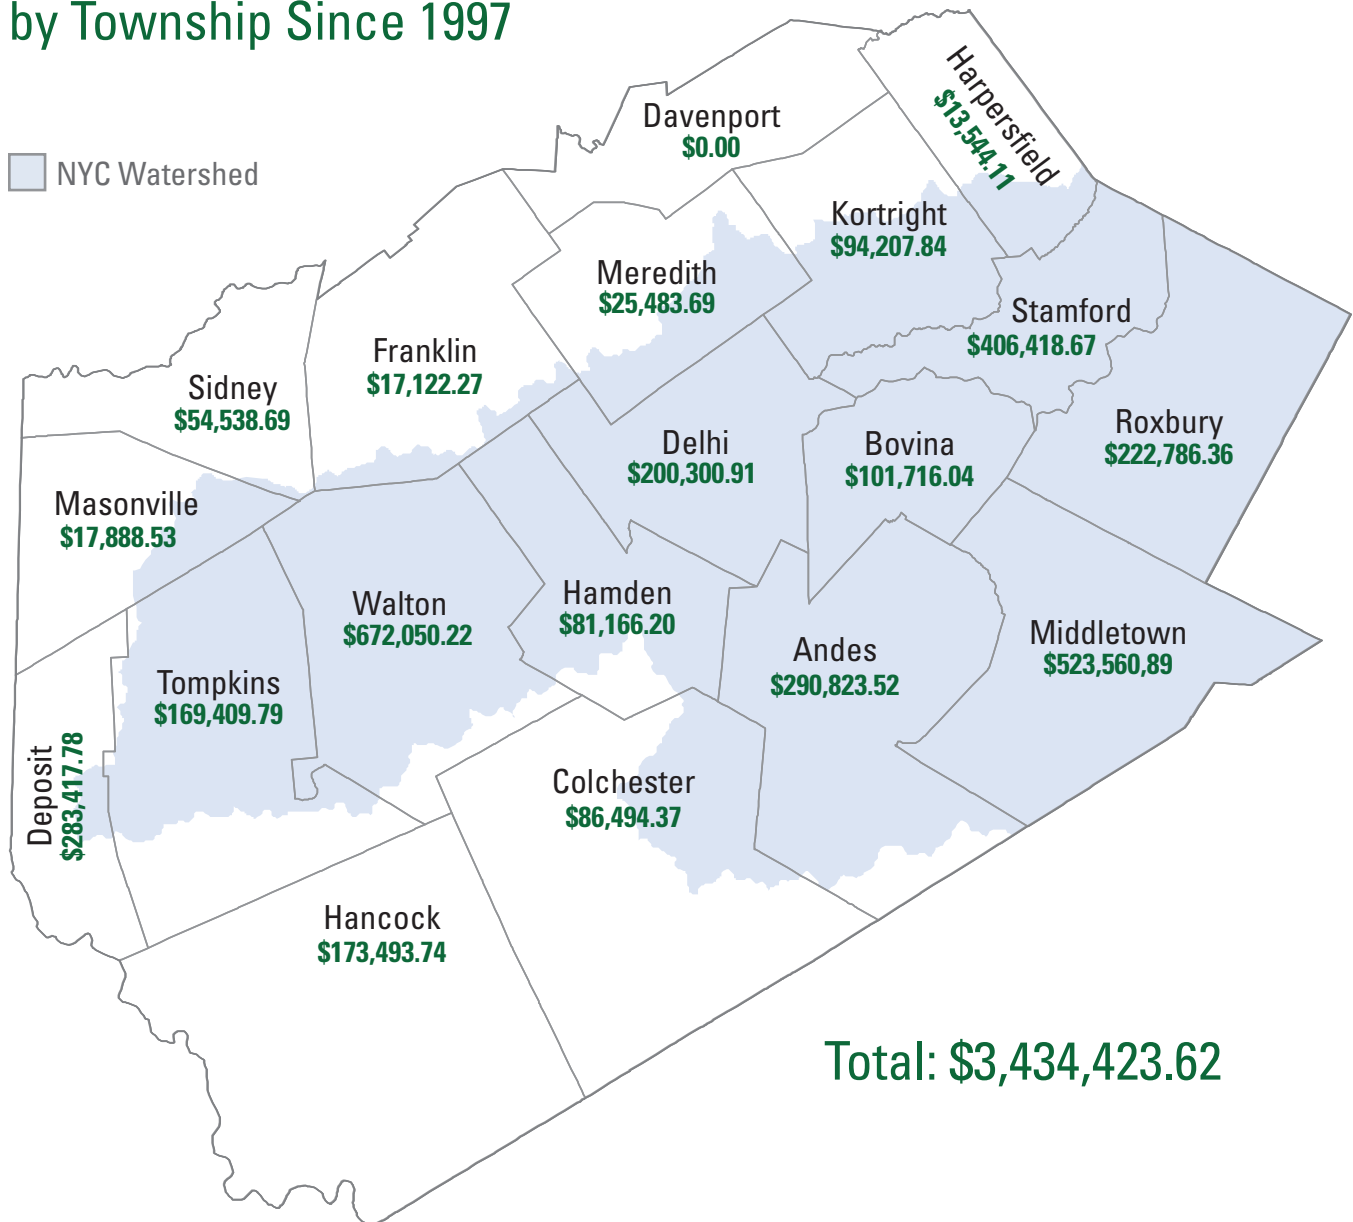 by Township Since 1997
NYC Watershed
Harpersfield
$13,544.11
Davenport
$0.00
Kortright
$94,207.84
Meredith
$25,483.69
Stamford
$406,418.67
Franklin
$17,122.27
Sidney
$54,538.69
Roxbury
$222,786.36
Delhi
$200,300.91
Bovina
$101,716.04
Masonville
$17,888.53
Walton
$672,050.22
Hamden
$81,166.20
Middletown
$523,560,89
Andes
$290,823.52
Tompkins
$169,409.79
Deposit
$283,417.78
Colchester
$86,494.37
Hancock
$173,493.74
Total: $3,434,423.62